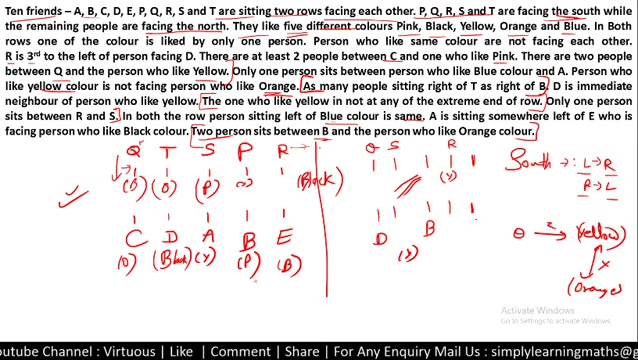 Ten friends – A, B, C, D, E, P, Q, R, S and T are sitting two rows facing each other. P, Q, R, S and T are facing the south while
the remaining people are facing the north. They like five different colours Pink, Black, Yellow, Orange and Blue. In Both
rows one of the colour is liked by only one person. Person who like same colour are not facing each other.
R is 3rd to the left of person facing D. There are at least 2 people between C and one who like Pink. There are two people
between Q and the person who like Yellow. Only one person sits between person who like Blue colour and A. Person who
like yellow colour is not facing person who like Orange. As many people sitting right of T as right of B. D is immediate
neighbour of person who like yellow. The one who like yellow in not at any of the extreme end of row. Only one person
sits between R and S. In both the row person sitting left of Blue colour is same. A is sitting somewhere left of E who is
facing person who like Black colour. Two person sits between B and the person who like Orange colour.
Q T S P R
(O) (O) (P) (Y) (Black)
C D A B E
(O) (Black) (Y) (P) (B)
Q S R
(Y)
D B
(Y)
South → : L → R
R → L
Q 2 → (Yellow)
×
(Orange)
Activate Windows
Go to Settings to activate Windows.
outube Channel : Virtuous | Like | Comment | Share | For Any Enquiry Mail Us : simplylearningmaths@g